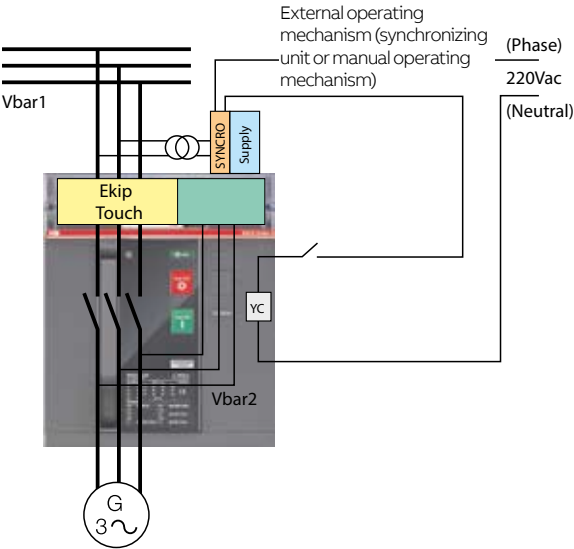 External operating
mechanism (synchronizing
unit or manual operating
mechanism)
(Phase)
220Vac
(Neutral)
Vbar1
SYNCRO
Supply
Ekip
Touch
YC
Vbar2
G
3